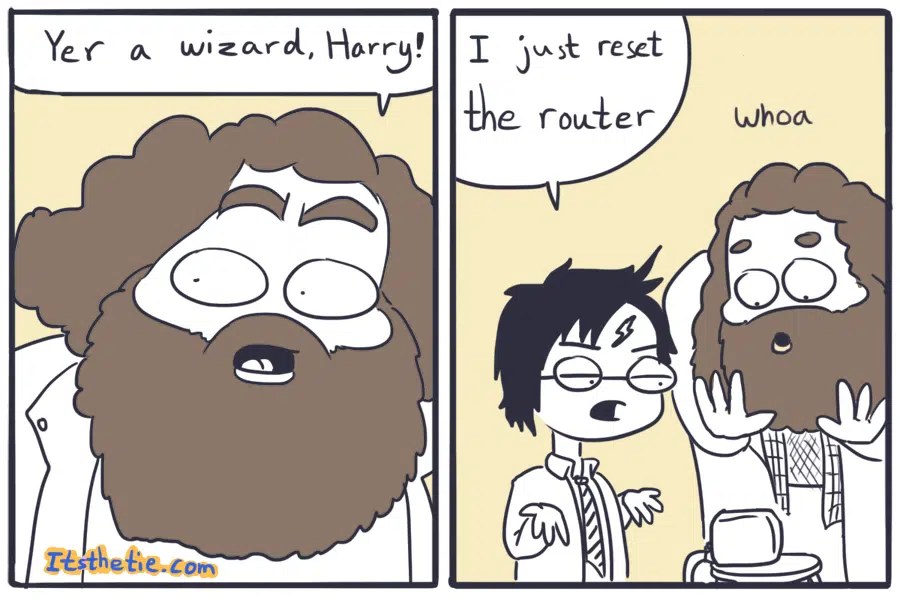 Yer a wizard, Harry!
I just reset
the router
whoa
Itsthetie.com